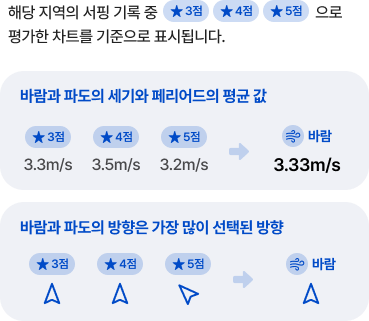 해당 지역의 서핑 기록 중 ★3점 ★4점 ★5점 으로
평가한 차트를 기준으로 표시됩니다.
바람과 파도의 세기와 페리어드의 평균 값
★3점 ★4점 ★5점 바람
3.3m/s 3.5m/s 3.2m/s 3.33m/s
바람과 파도의 방향은 가장 많이 선택된 방향
★3점 ★4점 ★5점 바람